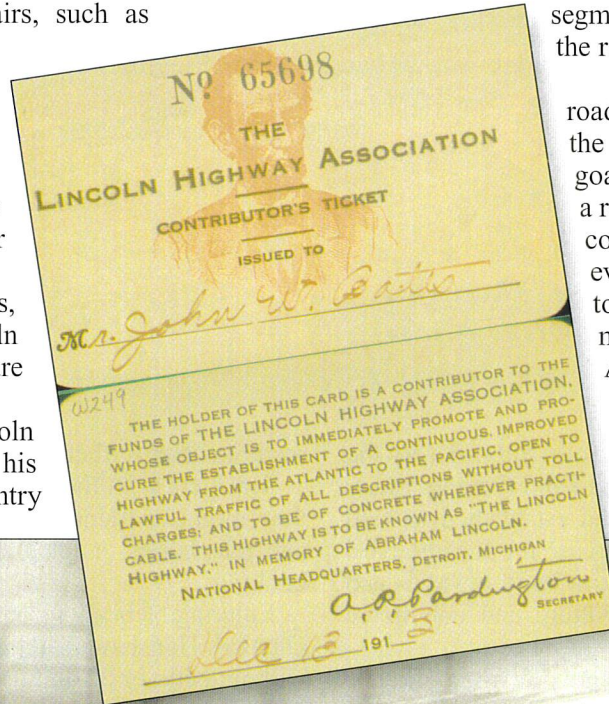 airs, such as
s,
ln
re
oln
his
ntry
No 65698
THE
LINCOLN HIGHWAY ASSOCIATION
CONTRIBUTOR'S TICKET
ISSUED TO
Mr. John W.
W249
THE HOLDER OF THIS CARD IS A CONTRIBUTOR TO THE
FUNDS OF THE LINCOLN HIGHWAY ASSOCIATION,
WHOSE OBJECT IS TO IMMEDIATELY PROMOTE AND PRO-
CURE THE ESTABLISHMENT OF A CONTINUOUS, IMPROVED
HIGHWAY FROM THE ATLANTIC TO THE PACIFIC, OPEN TO
LAWFUL TRAFFIC OF ALL DESCRIPTIONS WITHOUT TOLL
CHARGES; AND TO BE OF CONCRETE WHEREVER PRACTI-
CABLE. THIS HIGHWAY IS TO BE KNOWN AS "THE LINCOLN
HIGHWAY," IN MEMORY OF ABRAHAM LINCOLN.
NATIONAL HEADQUARTERS, DETROIT, MICHIGAN
A. R. Pardington
SECRETARY
Dec 13 1913
segm
the r
road
the
goa
a r
co
ev
to